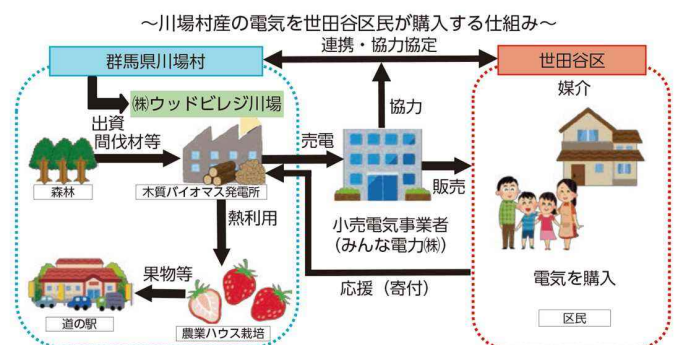 ～川場村産の電気を世田谷区民が購入する仕組み～
連携・協力協定
群馬県川場村
世田谷区
㈱ウッドビレジ川場
媒介
出資
協力
間伐材等
売電
販売
森林
木質バイオマス発電所
熱利用
小売電気事業者
(みんな電力㈱)
果物等
応援（寄付）
電気を購入
道の駅
農業ハウス栽培
区民